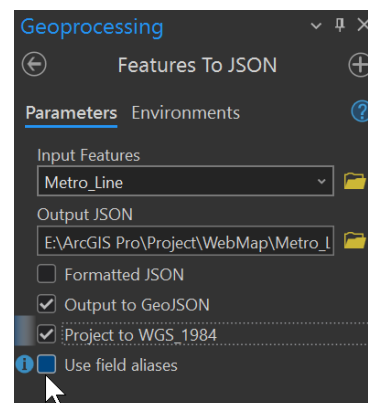 Geoprocessing
Features To JSON
Parameters Environments
Input Features
Metro_Line
Output JSON
E:\ArcGIS Pro\Project\WebMap\Metro_L
Formatted JSON
Output to GeoJSON
Project to WGS_1984
Use field aliases